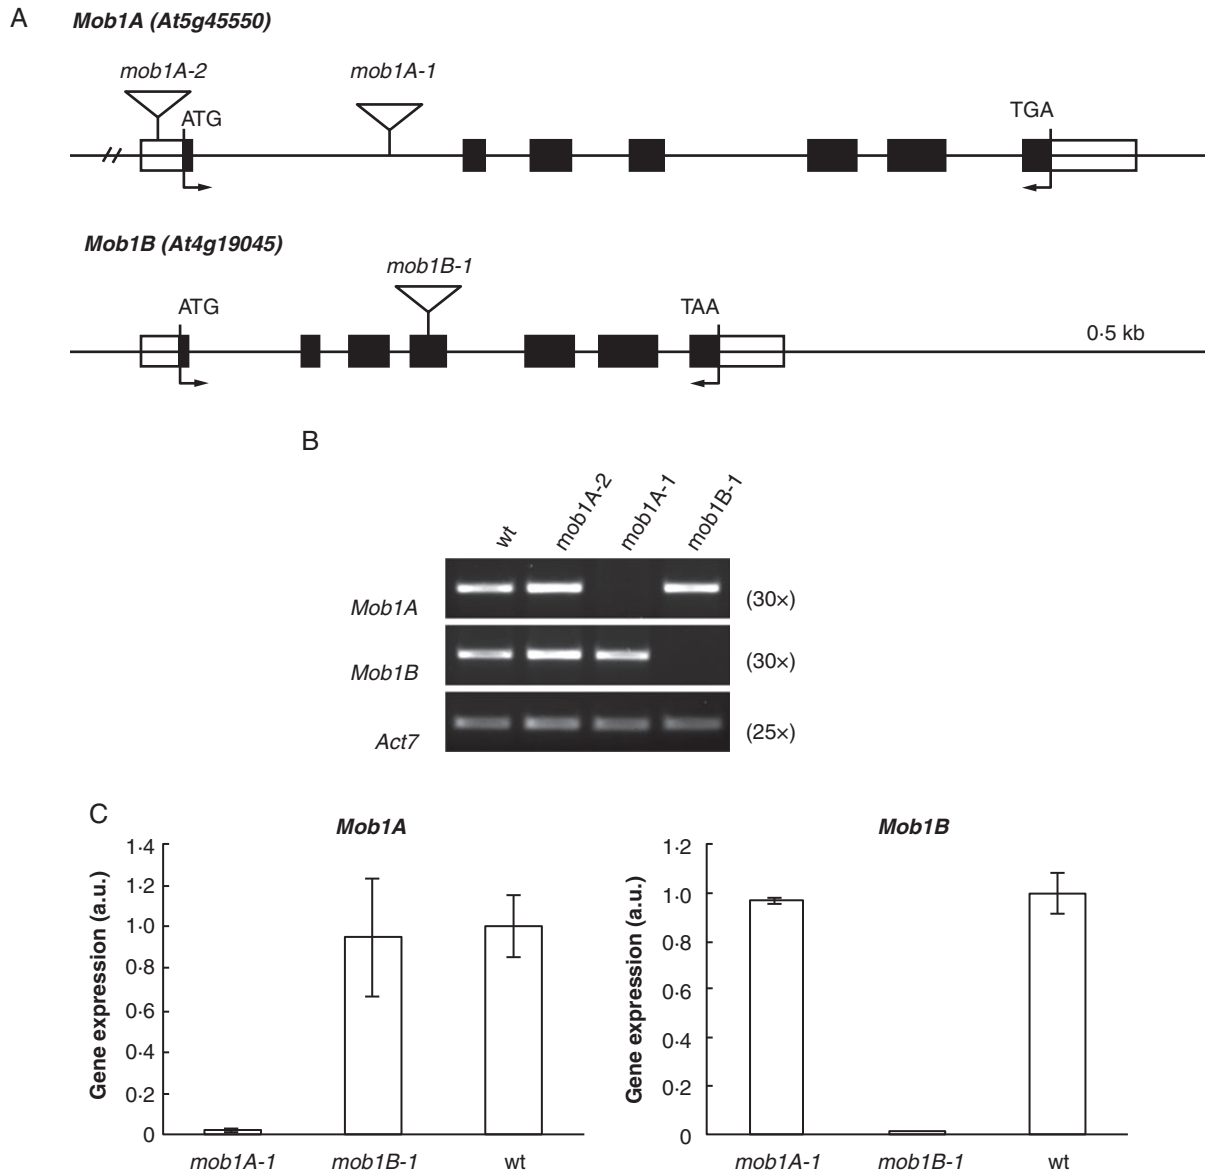 A
Mob1A (At5g45550)
mob1A-2
mob1A-1
ATG
TGA
Mob1B (At4g19045)
mob1B-1
ATG
TAA
0·5 kb
B
wt
mob1A-2
mob1A-1
mob1B-1
Mob1A
(30×)
Mob1B
(30×)
Act7
(25×)
C
Mob1A
Gene expression (a.u.)
1·4
1·2
1·0
0·8
0·6
0·4
0·2
0
mob1A-1
mob1B-1
wt
Mob1B
Gene expression (a.u.)
1·2
1·0
0·8
0·6
0·4
0·2
0
mob1A-1
mob1B-1
wt